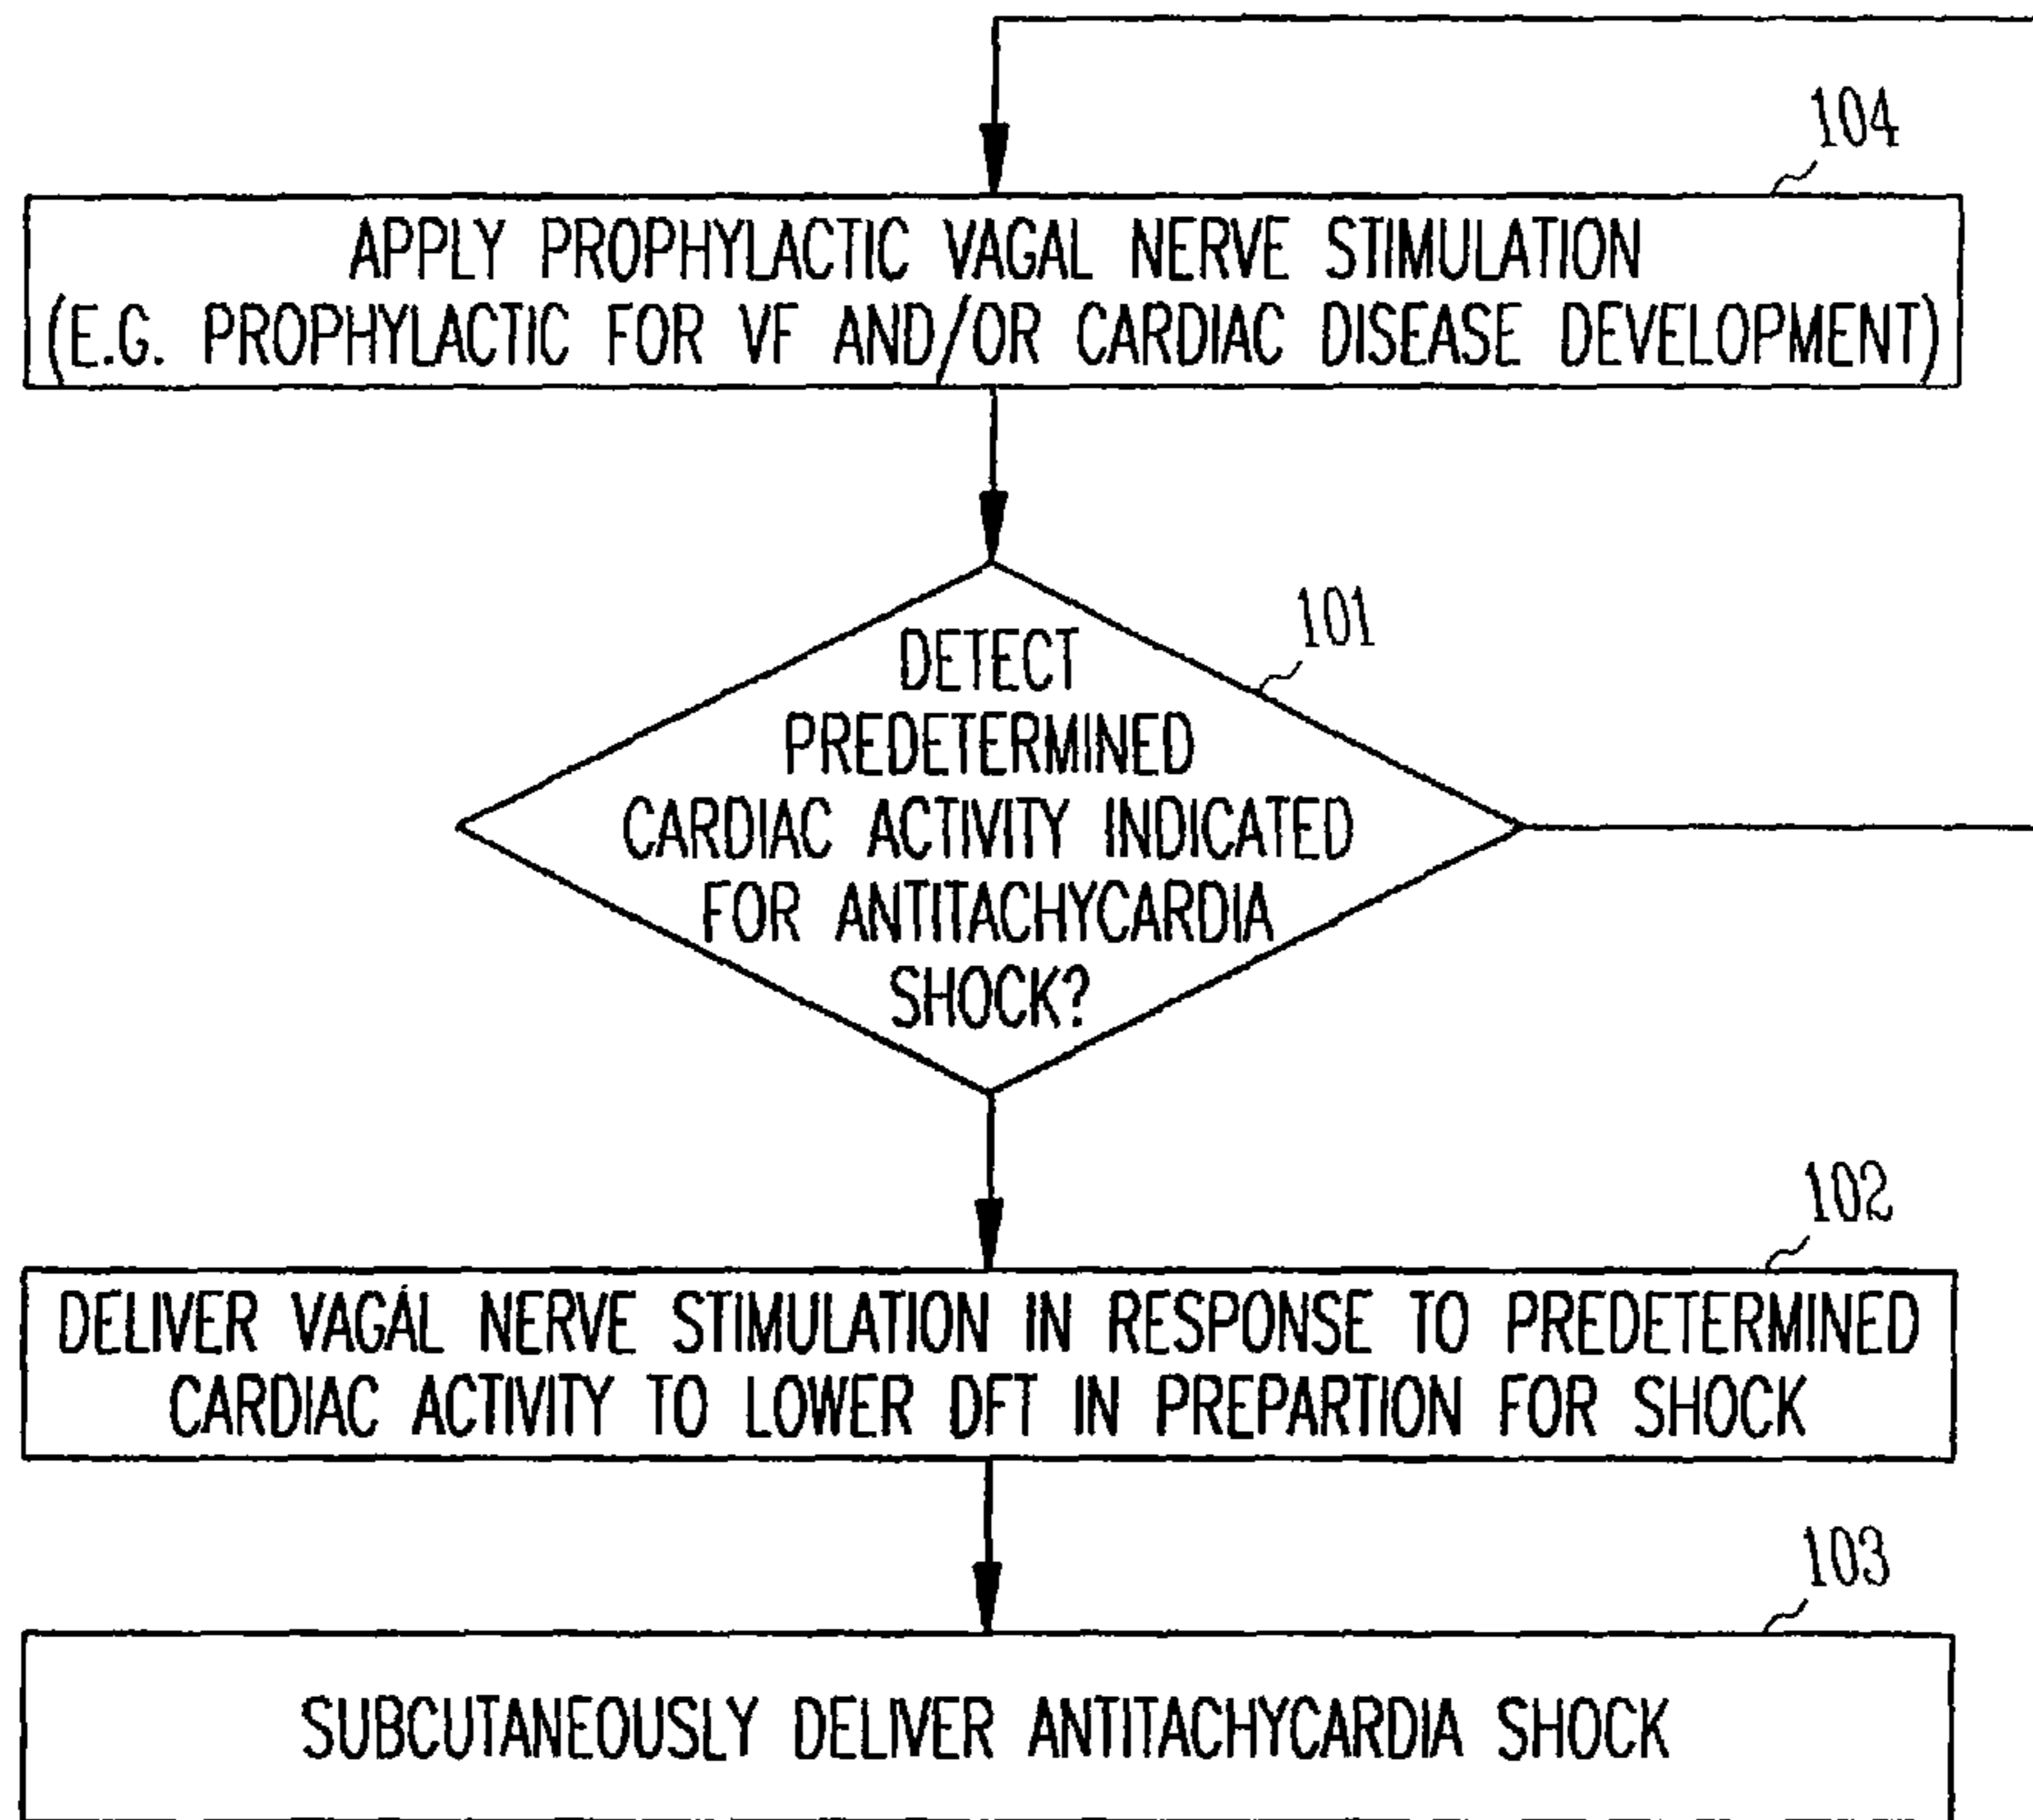 104
APPLY PROPHYLACTIC VAGAL NERVE STIMULATION
(E.G. PROPHYLACTIC FOR VF AND/OR CARDIAC DISEASE DEVELOPMENT)
101
DETECT
PREDETERMINED
CARDIAC ACTIVITY INDICATED
FOR ANTITACHYCARDIA
SHOCK?
102
DELIVER VAGAL NERVE STIMULATION IN RESPONSE TO PREDETERMINED
CARDIAC ACTIVITY TO LOWER DFT IN PREPARTION FOR SHOCK
103
SUBCUTANEOUSLY DELIVER ANTITACHYCARDIA SHOCK